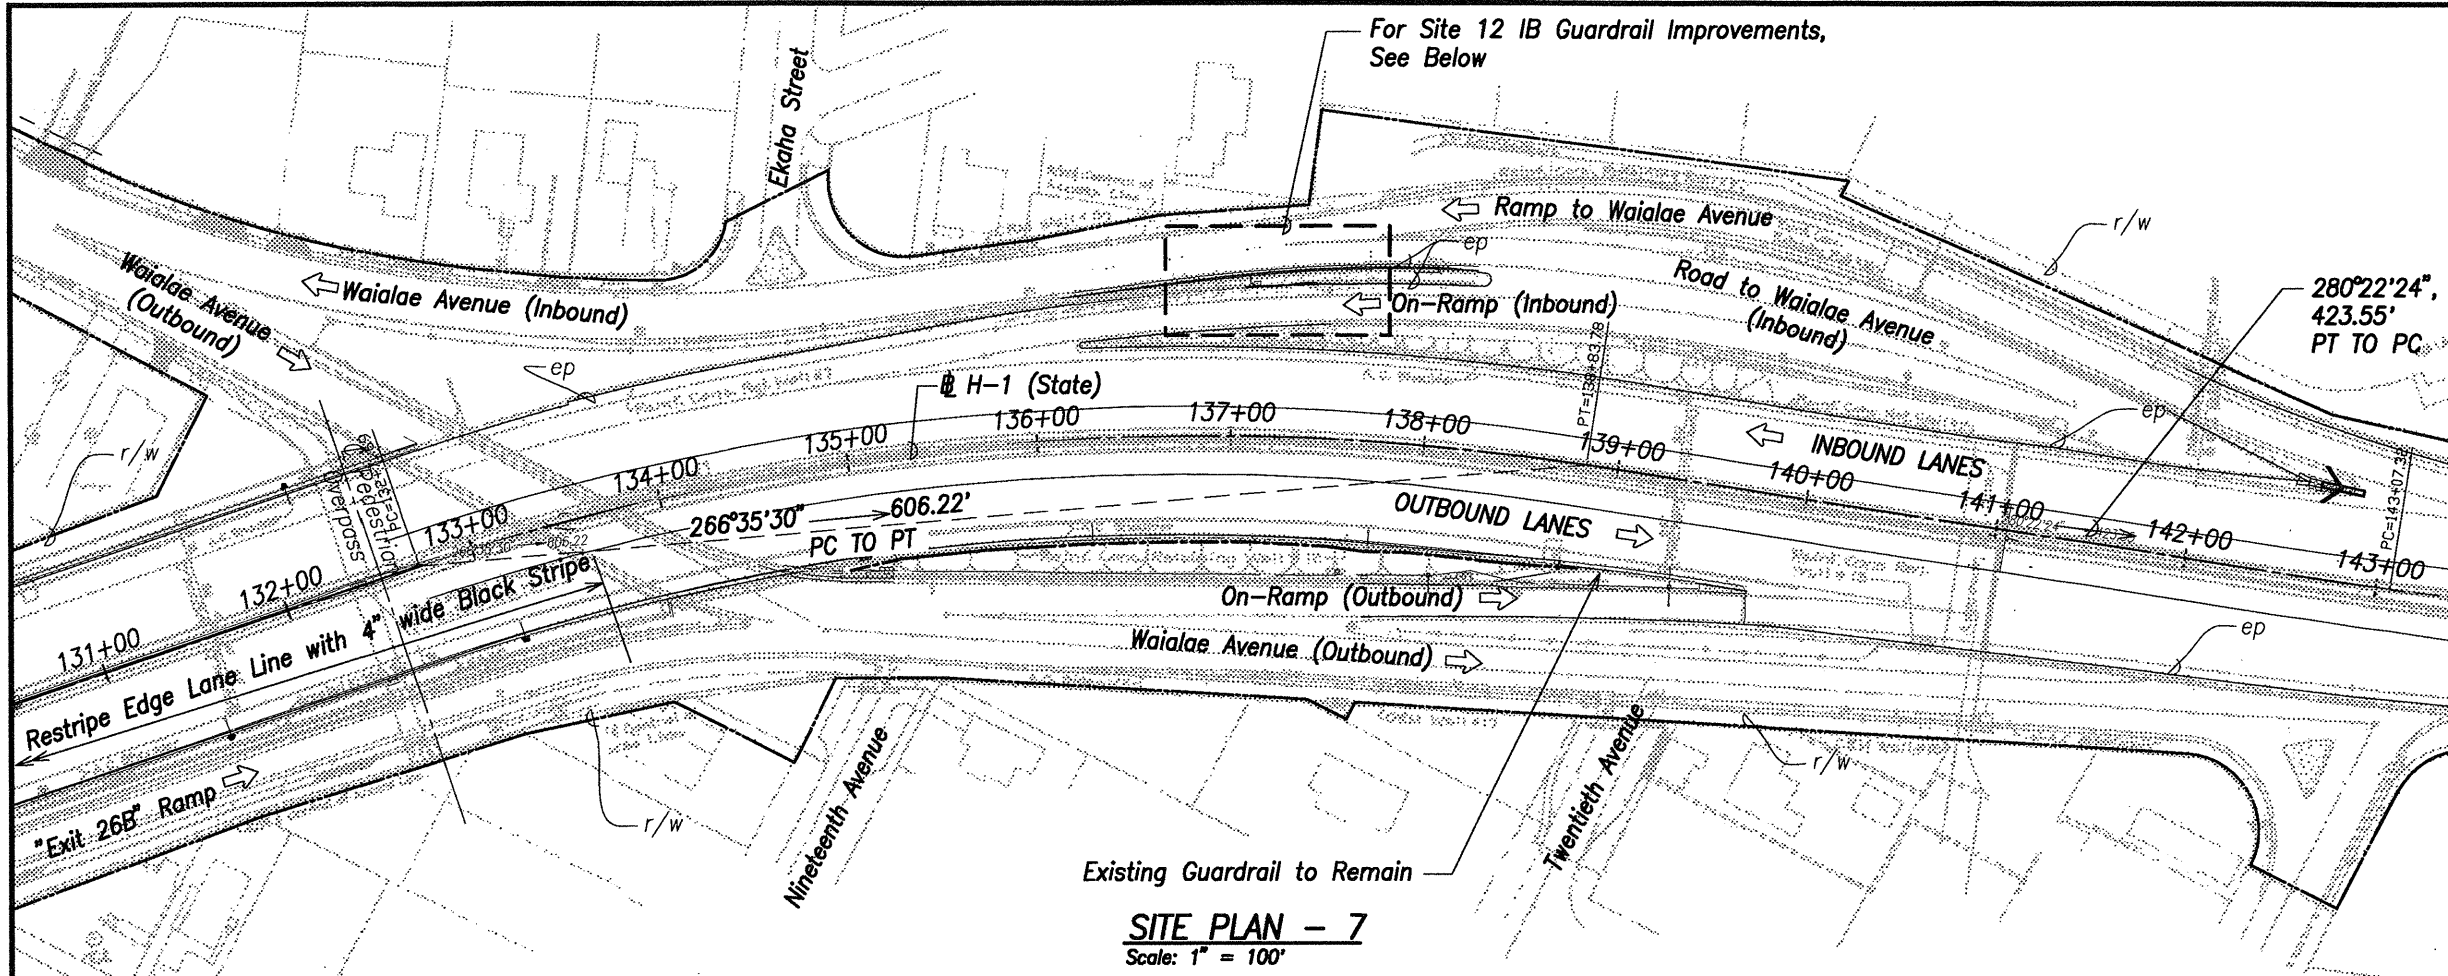 For Site 12 IB Guardrail Improvements,
See Below
Ekaha Street
Ramp to Waialae Avenue
ep
r/w
Road to Waialae Avenue
(Inbound)
280°22'24",
423.55'
PT TO PC
Waialae Avenue
(Outbound)
Waialae Avenue (Inbound)
On-Ramp (Inbound)
PT=138+83.78
ep
℄ H-1 (State)
ep
INBOUND LANES
r/w
Pedestrian
Overpass
131+00
132+00
133+00
134+00
135+00
136+00
137+00
138+00
139+00
140+00
141+00
142+00
143+00
266°35'30"
606.22'
PC TO PT
606.22
OUTBOUND LANES
Restripe Edge Lane Line with 4" wide Black Stripe
On-Ramp (Outbound)
Waialae Avenue (Outbound)
ep
"Exit 26B" Ramp
r/w
r/w
Nineteenth Avenue
Twentieth Avenue
Existing Guardrail to Remain
SITE PLAN - 7
Scale: 1" = 100'